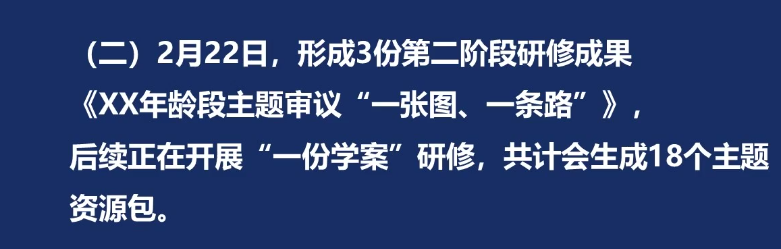 （二）2月22日，形成3份第二阶段研修成果
《XX年龄段主题审议“一张图、一条路”》，
后续正在开展“一份学案”研修，共计会生成18个主题
资源包。